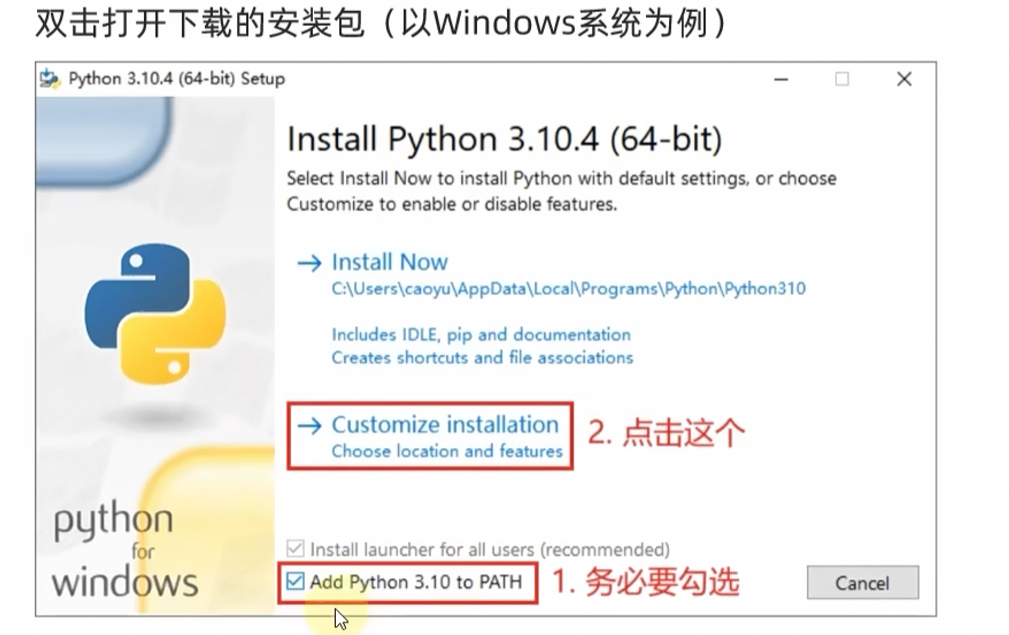 双击打开下载的安装包（以Windows系统为例）
Python 3.10.4 (64-bit) Setup
Install Python 3.10.4 (64-bit)
Select Install Now to install Python with default settings, or choose
Customize to enable or disable features.
Install Now
C:\Users\caoyu\AppData\Local\Programs\Python\Python310
Includes IDLE, pip and documentation
Creates shortcuts and file associations
Customize installation
Choose location and features
2. 点击这个
python
for
windows
Install launcher for all users (recommended)
Add Python 3.10 to PATH
1. 务必要勾选
Cancel